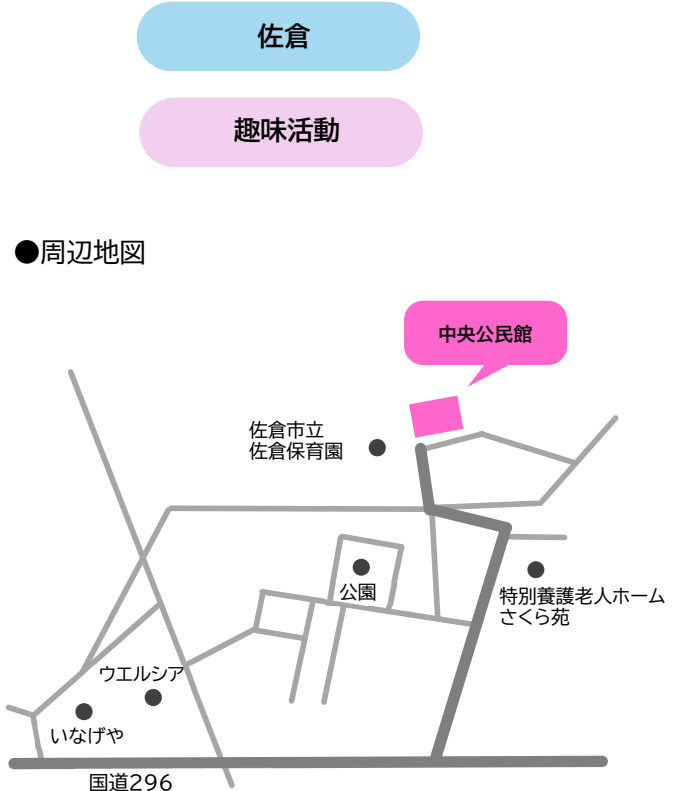 佐倉
趣味活動
●周辺地図
中央公民館
佐倉市立
佐倉保育園
公園
特別養護老人ホーム
さくら苑
ウエルシア
いなげや
国道296